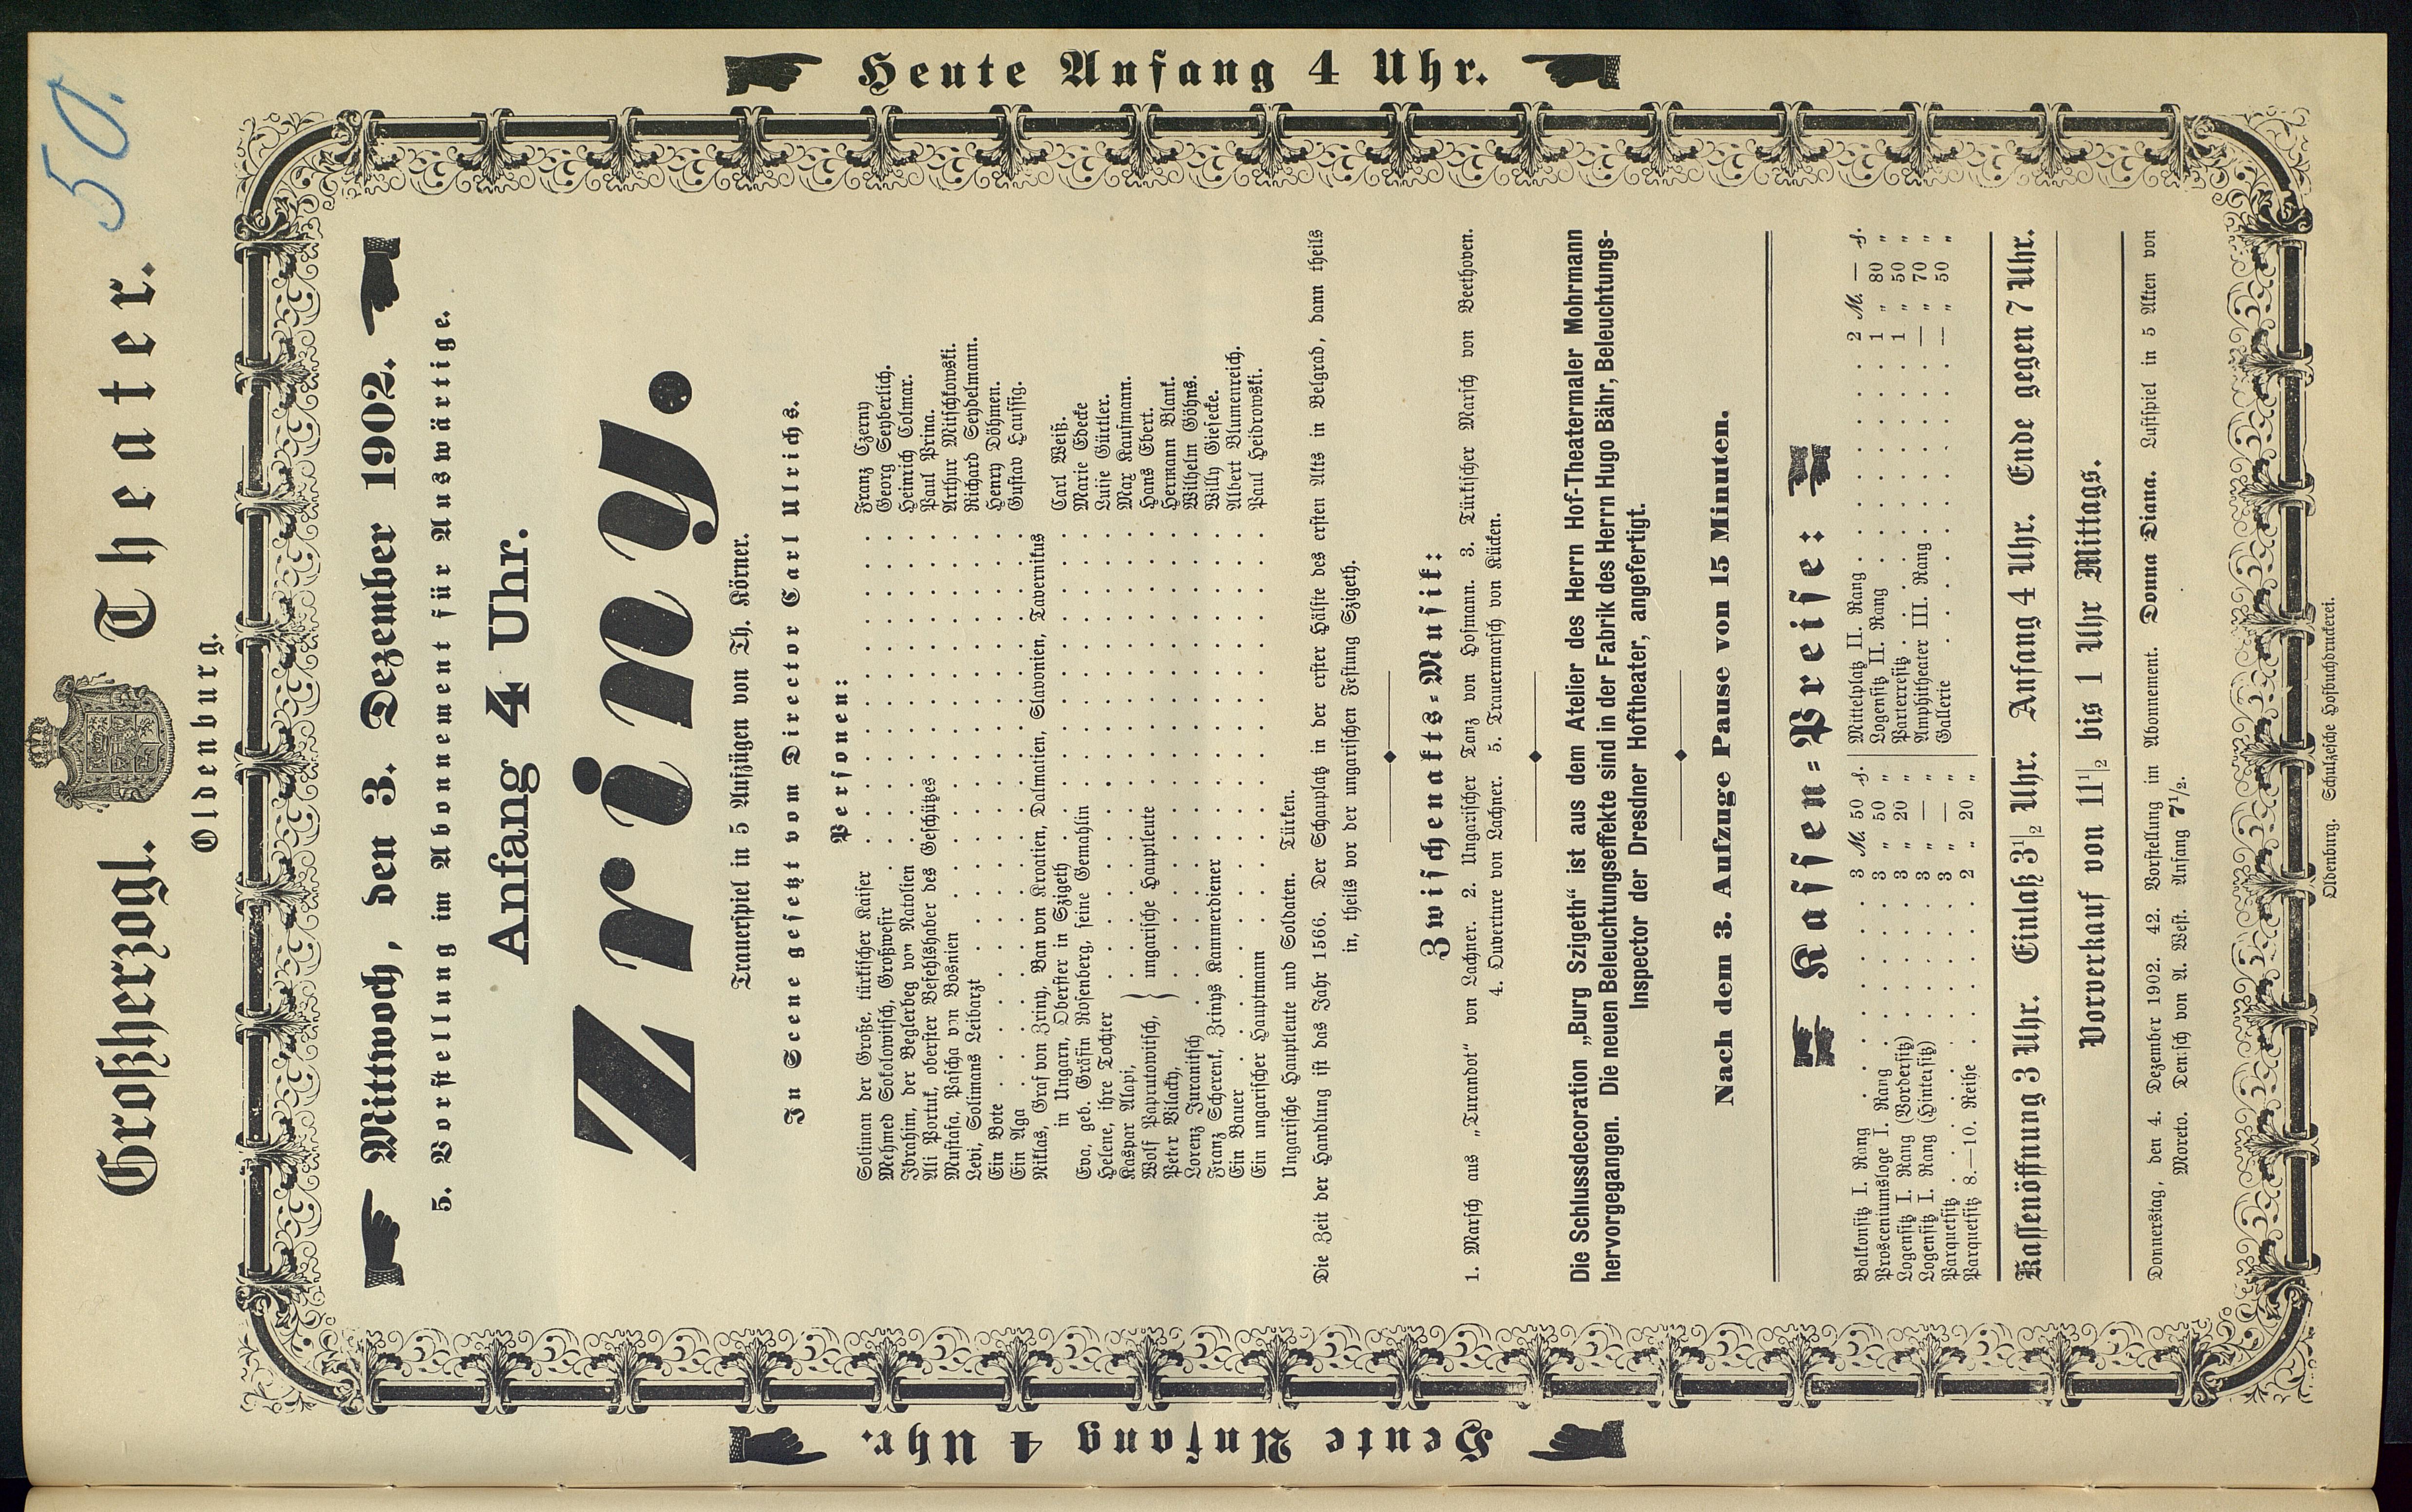 50.
Großherzogl. Theater.
Oldenburg.
Heute Anfang 4 Uhr.
Heute Anfang 4 Uhr.
Mittwoch, den 3. Dezember 1902.
5. Vorstellung im Abonnement für Auswärtige.
Anfang 4 Uhr.
Zriny.
Trauerspiel in 5 Aufzügen von Th. Körner.
In Scene gesetzt vom Director Carl Ulrichs.
Personen:
Soliman der Große, türkischer Kaiser . . . Franz Czerny
Mehmed Sokolowitsch, Großwesir . . . Georg Seyberlich.
Ibrahim, der Beglerbeg von Natolien . . . Heinrich Colmar.
Ali Portuk, oberster Befehlshaber des Geschützes . . . Paul Prina.
Mustafa, Pascha von Bosnien . . . Arthur Mitschkowski.
Levi, Solimans Leibarzt . . . Richard Seydelmann.
Ein Bote . . . Henry Döhmen.
Ein Aga . . . Gustav Haussig.
Niklas, Graf von Zriny, Ban von Kroatien, Dalmatien, Slavonien, Tavernikus
in Ungarn, Oberster in Szigeth . . . Carl Weiß.
Eva, geb. Gräfin Rosenberg, seine Gemahlin . . . Marie Edecke
Helene, ihre Tochter . . . Luise Gürtler.
Kaspar Alapi, . . . Max Kaufmann.
Wolf Paprutowitsch, } ungarische Hauptleute . . . Hans Ebert.
Peter Vilacky, . . . Hermann Blank.
Lorenz Juranitsch . . . Wilhelm Göhns.
Franz Scherenk, Zrinys Kammerdiener . . . Willy Giesecke.
Ein Bauer . . . Albert Blumenreich.
Ein ungarischer Hauptmann . . . Paul Heidrowski.
Ungarische Hauptleute und Soldaten. Türken.
Die Zeit der Handlung ist das Jahr 1566. Der Schauplatz in der erster Hälfte des ersten Akts in Belgrad, dann theils
in, theils vor der ungarischen Festung Szigeth.
Zwischenakts-Musik:
1. Marsch aus „Turandot" von Lachner. 2. Ungarischer Tanz von Hofmann. 3. Türkischer Marsch von Beethoven.
4. Ouverture von Lachner. 5. Trauermarsch von Kücken.
Die Schlussdecoration „Burg Szigeth" ist aus dem Atelier des Herrn Hof-Theatermaler Mohrmann
hervorgegangen. Die neuen Beleuchtungseffekte sind in der Fabrik des Herrn Hugo Bähr, Beleuchtungs-
Inspector der Dresdner Hoftheater, angefertigt.
Nach dem 3. Aufzuge Pause von 15 Minuten.
Kassen-Preise:
Balkonsitz I. Rang . . . 3 M. 50 S.
Prosceniumsloge I. Rang . . . 3 " 50 "
Logensitz I. Rang (Vordersitz) . . . 3 " 20 "
Logensitz I. Rang (Hintersitz) . . . 3 " — "
Parquetsitz . . . 3 " — "
Parquetsitz 8.—10. Reihe . . . 2 " 20 "
Mittelplatz II. Rang . . . 2 M. — S.
Logensitz II. Rang . . . 1 " 80 "
Parterresitz . . . 1 " 50 "
Amphitheater III. Rang . . . — " 70 "
Gallerie . . . — " 50 "
Kassenöffnung 3 Uhr. Einlaß 3 1/2 Uhr. Anfang 4 Uhr. Ende gegen 7 Uhr.
Vorverkauf von 11 1/2 bis 1 Uhr Mittags.
Donnerstag, den 4. Dezember 1902. 42. Vorstellung im Abonnement. Donna Diana. Lustspiel in 5 Akten von
Moreto. Deutsch von A. West. Anfang 7 1/2.
Oldenburg. Schulzesche Hofbuchdruckerei.